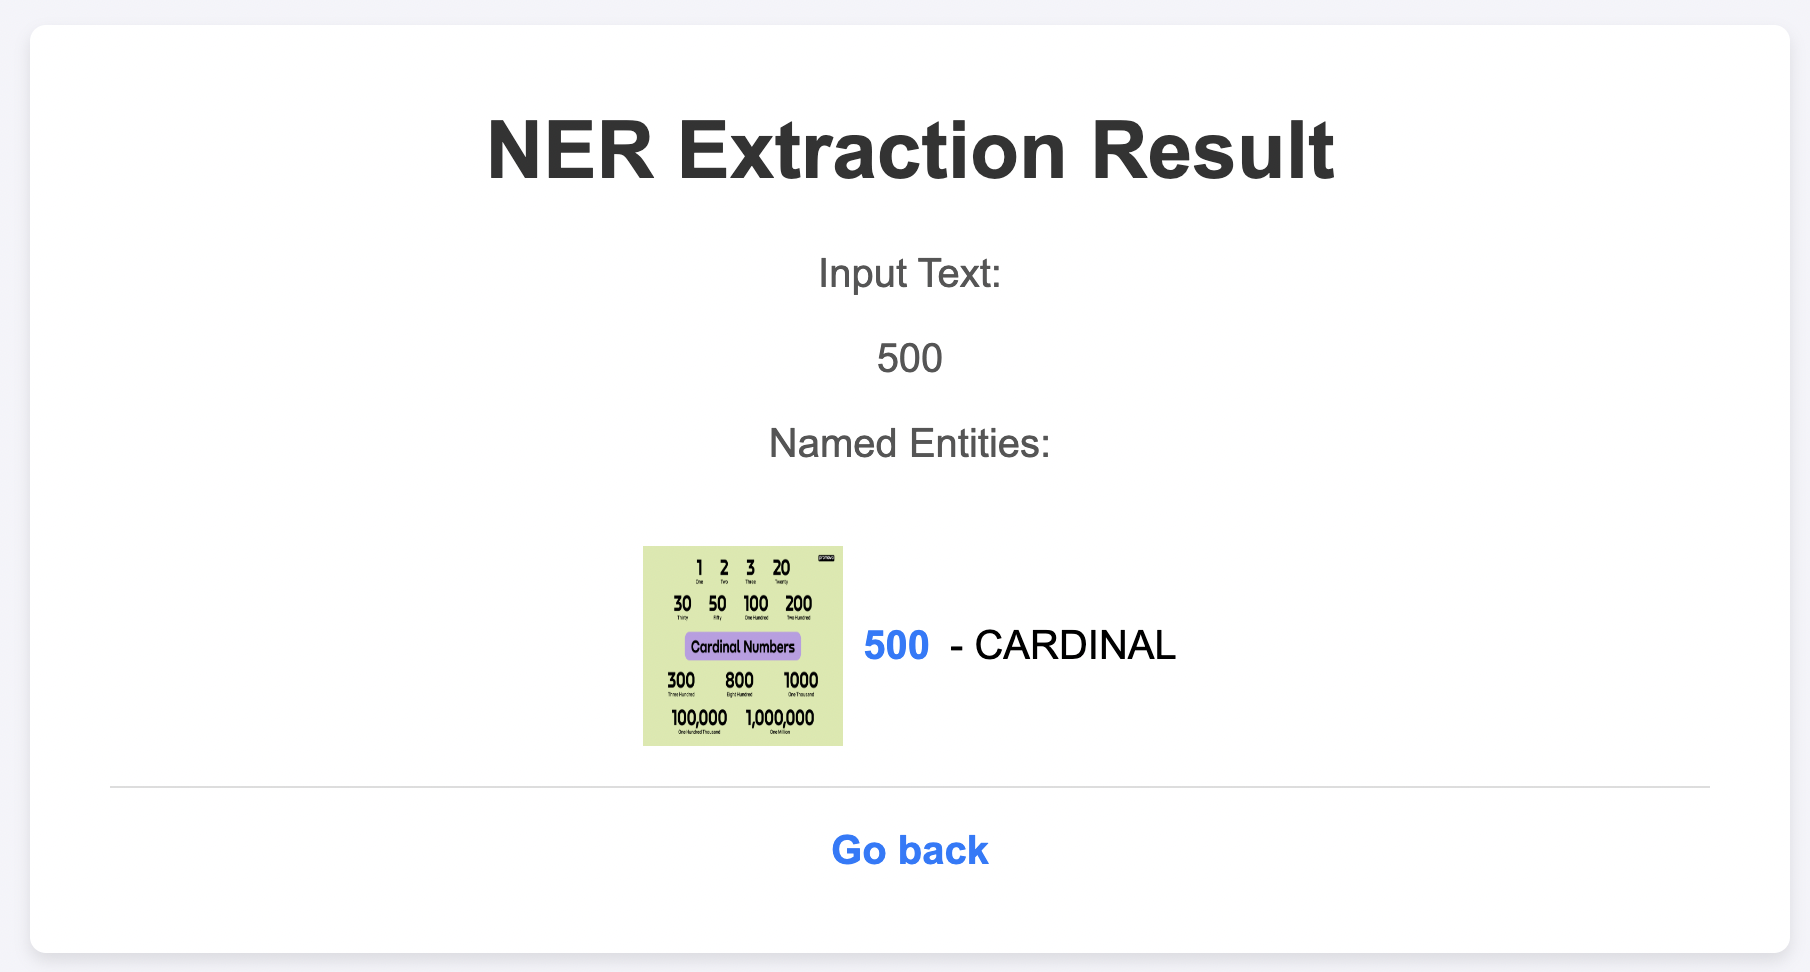 NER Extraction Result
Input Text:
500
Named Entities:
1 2 3 20
One Two Three Twenty
30 50 100 200
Thirty Fifty One Hundred Two Hundred
Cardinal Numbers
300 800 1000
Three Hundred Eight Hundred One Thousand
100,000 1,000,000
One Hundred Thousand One Million
500 - CARDINAL
Go back